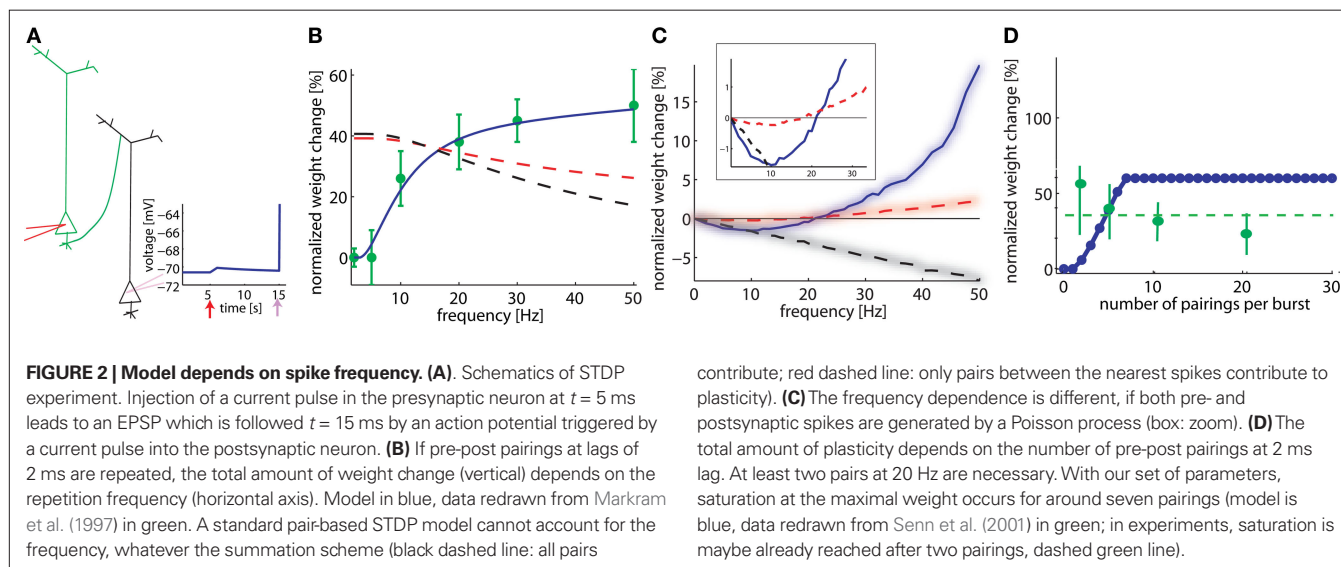 A
B
C
D
voltage [mV]
−64
−66
−68
−70
−72
5
15
time [s]
normalized weight change [%]
60
40
20
0
10
20
30
40
50
frequency [Hz]
normalized weight change [%]
15
10
5
0
−5
1
0
−1
10
20
30
0
10
20
30
40
50
frequency [Hz]
normalized weight change [%]
100
50
0
0
10
20
30
number of pairings per burst
FIGURE 2 | Model depends on spike frequency. (A). Schematics of STDP
experiment. Injection of a current pulse in the presynaptic neuron at t = 5 ms
leads to an EPSP which is followed t = 15 ms by an action potential triggered by
a current pulse into the postsynaptic neuron. (B) If pre-post pairings at lags of
2 ms are repeated, the total amount of weight change (vertical) depends on the
repetition frequency (horizontal axis). Model in blue, data redrawn from Markram
et al. (1997) in green. A standard pair-based STDP model cannot account for the
frequency, whatever the summation scheme (black dashed line: all pairs
contribute; red dashed line: only pairs between the nearest spikes contribute to
plasticity). (C) The frequency dependence is different, if both pre- and
postsynaptic spikes are generated by a Poisson process (box: zoom). (D) The
total amount of plasticity depends on the number of pre-post pairings at 2 ms
lag. At least two pairs at 20 Hz are necessary. With our set of parameters,
saturation at the maximal weight occurs for around seven pairings (model is
blue, data redrawn from Senn et al. (2001) in green; in experiments, saturation is
maybe already reached after two pairings, dashed green line).